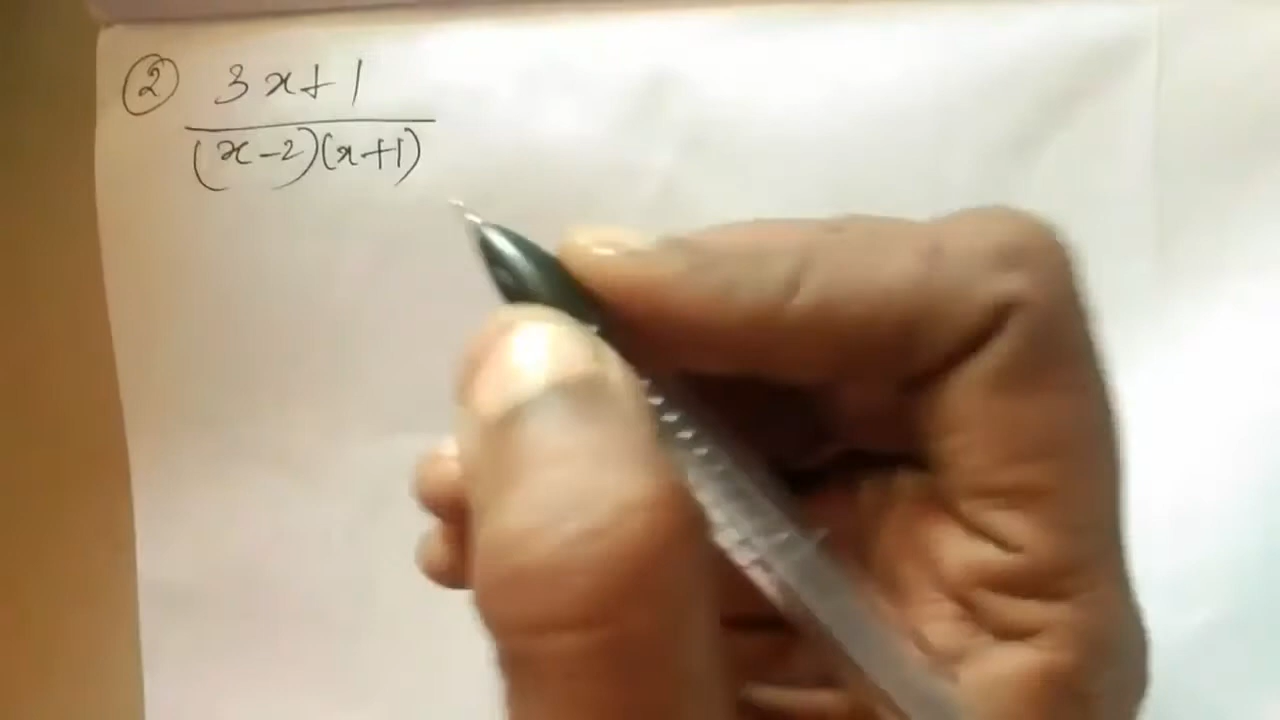 ② 3x+1
(x-2)(x+1)